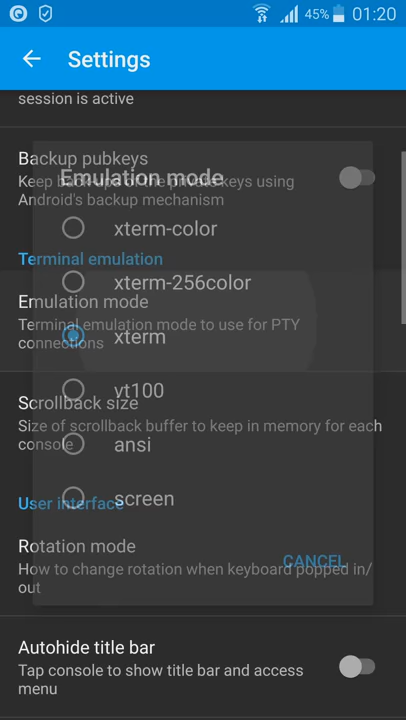 45% 01:20
Settings
session is active
Backup pubkeys
Keep backups of the private keys using
Android's backup mechanism
Terminal emulation
Emulation mode
Terminal emulation mode to use for PTY
connections
Scrollback size
Size of scrollback buffer to keep in memory for each
console
User interface
Rotation mode
How to change rotation when keyboard popped in/
out
Autohide title bar
Tap console to show title bar and access
menu
Emulation mode
xterm-color
xterm-256color
xterm
vt100
ansi
screen
CANCEL